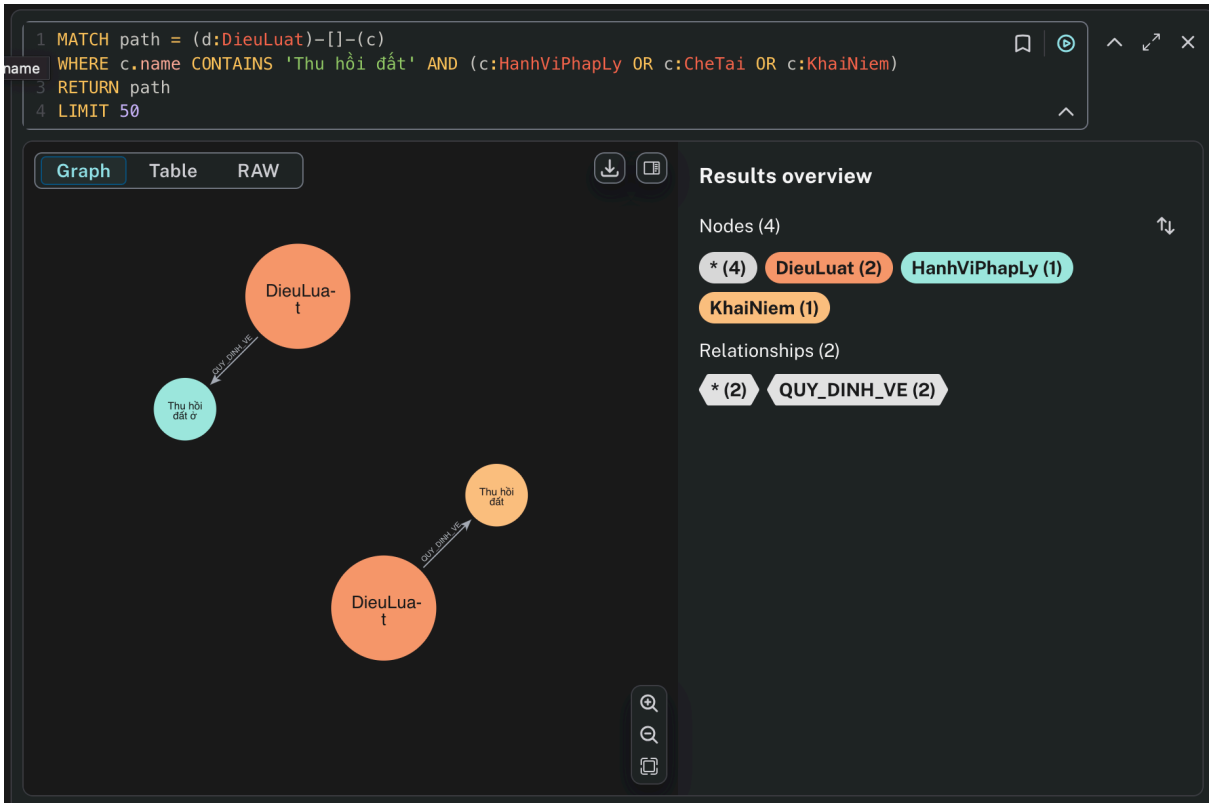 1 MATCH path = (d:DieuLuat)-[]-(c)
name WHERE c.name CONTAINS 'Thu hồi đất' AND (c:HanhViPhapLy OR c:CheTai OR c:KhaiNiem)
3 RETURN path
4 LIMIT 50
Graph Table RAW
Results overview
Nodes (4)
* (4) DieuLuat (2) HanhViPhapLy (1)
KhaiNiem (1)
Relationships (2)
* (2) QUY_DINH_VE (2)
DieuLua-
t
QUY_DINH_VE
Thu hồi
đất ở
Thu hồi
đất
QUY_DINH_VE
DieuLua-
t